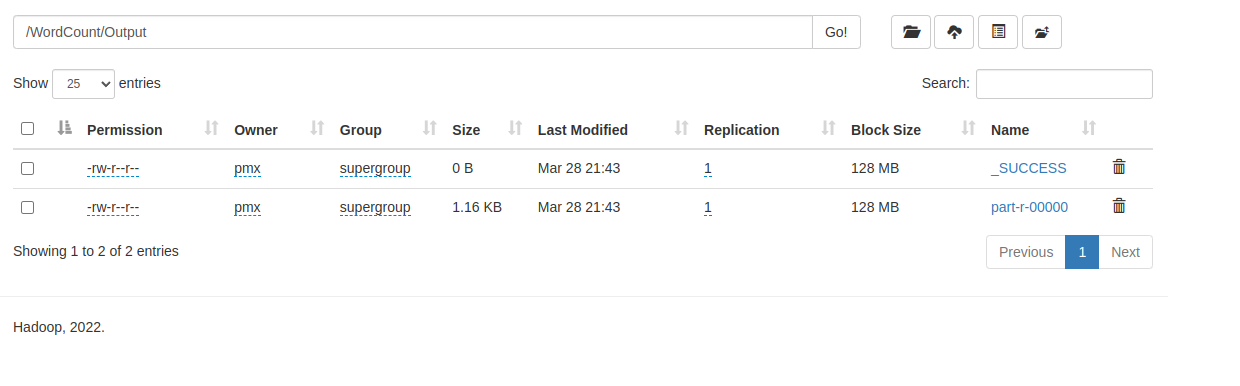 /WordCount/Output Go!
Show 25 entries Search:
Permission Owner Group Size Last Modified Replication Block Size Name
-rw-r--r-- pmx supergroup 0 B Mar 28 21:43 1 128 MB _SUCCESS
-rw-r--r-- pmx supergroup 1.16 KB Mar 28 21:43 1 128 MB part-r-00000
Showing 1 to 2 of 2 entries Previous 1 Next
Hadoop, 2022.